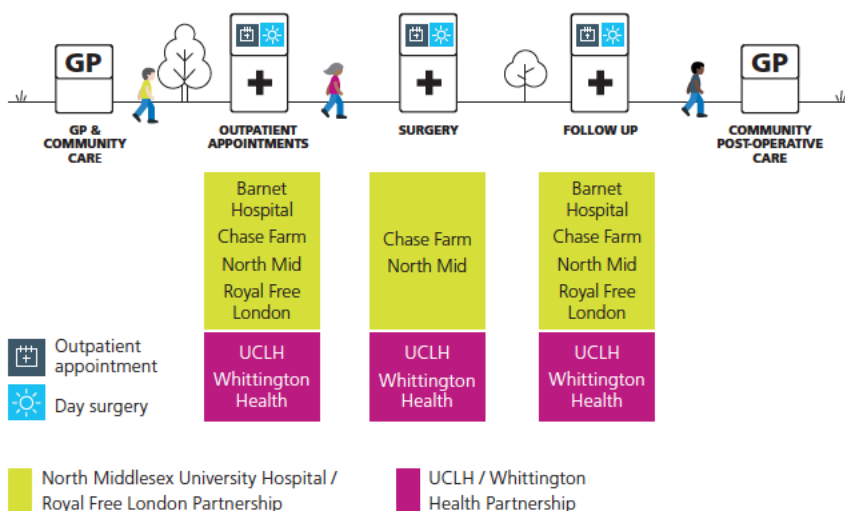 GP
GP
GP &
COMMUNITY
CARE
OUTPATIENT
APPOINTMENTS
SURGERY
FOLLOW UP
COMMUNITY
POST-OPERATIVE
CARE
Barnet
Hospital
Chase Farm
North Mid
Royal Free
London
UCLH
Whittington
Health
Chase Farm
North Mid
UCLH
Whittington
Health
Barnet
Hospital
Chase Farm
North Mid
Royal Free
London
UCLH
Whittington
Health
Outpatient
appointment
Day surgery
North Middlesex University Hospital /
Royal Free London Partnership
UCLH / Whittington
Health Partnership